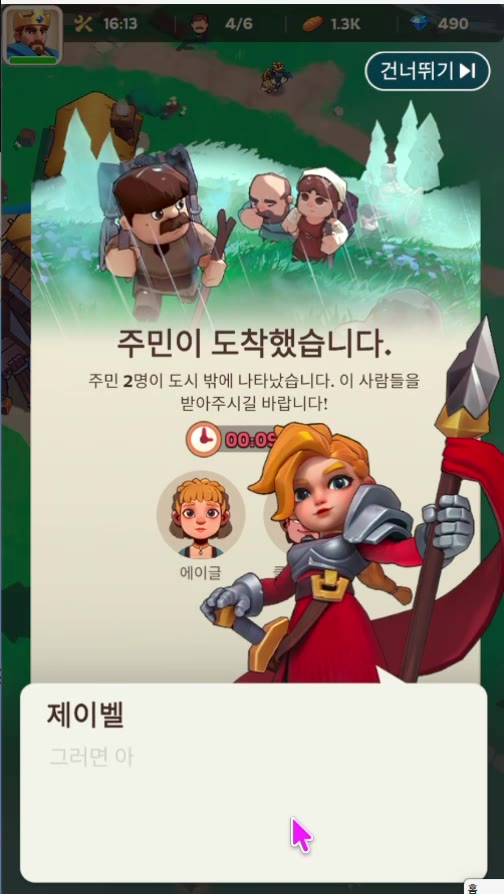 16:13
4/6
1.3K
490
건너뛰기
주민이 도착했습니다.
주민 2명이 도시 밖에 나타났습니다. 이 사람들을
받아주시길 바랍니다!
00:09
에이글
제이벨
그러면 아
홈